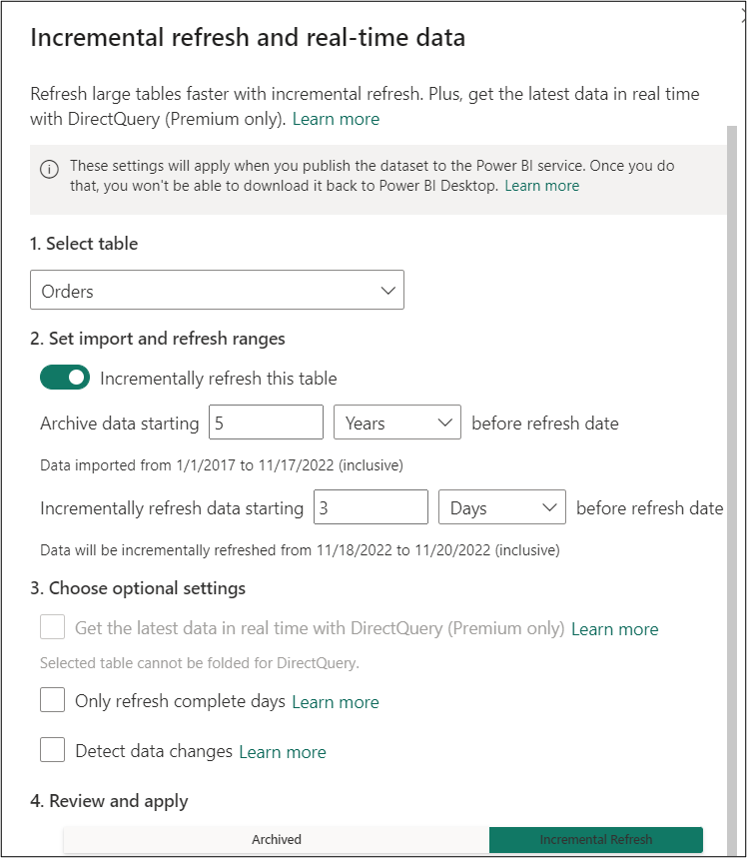 Incremental refresh and real-time data
Refresh large tables faster with incremental refresh. Plus, get the latest data in real time
with DirectQuery (Premium only). Learn more
These settings will apply when you publish the dataset to the Power BI service. Once you do
that, you won't be able to download it back to Power BI Desktop. Learn more
1. Select table
Orders
2. Set import and refresh ranges
Incrementally refresh this table
Archive data starting 5 Years before refresh date
Data imported from 1/1/2017 to 11/17/2022 (inclusive)
Incrementally refresh data starting 3 Days before refresh date
Data will be incrementally refreshed from 11/18/2022 to 11/20/2022 (inclusive)
3. Choose optional settings
Get the latest data in real time with DirectQuery (Premium only) Learn more
Selected table cannot be folded for DirectQuery.
Only refresh complete days Learn more
Detect data changes Learn more
4. Review and apply
Archived Incremental Refresh